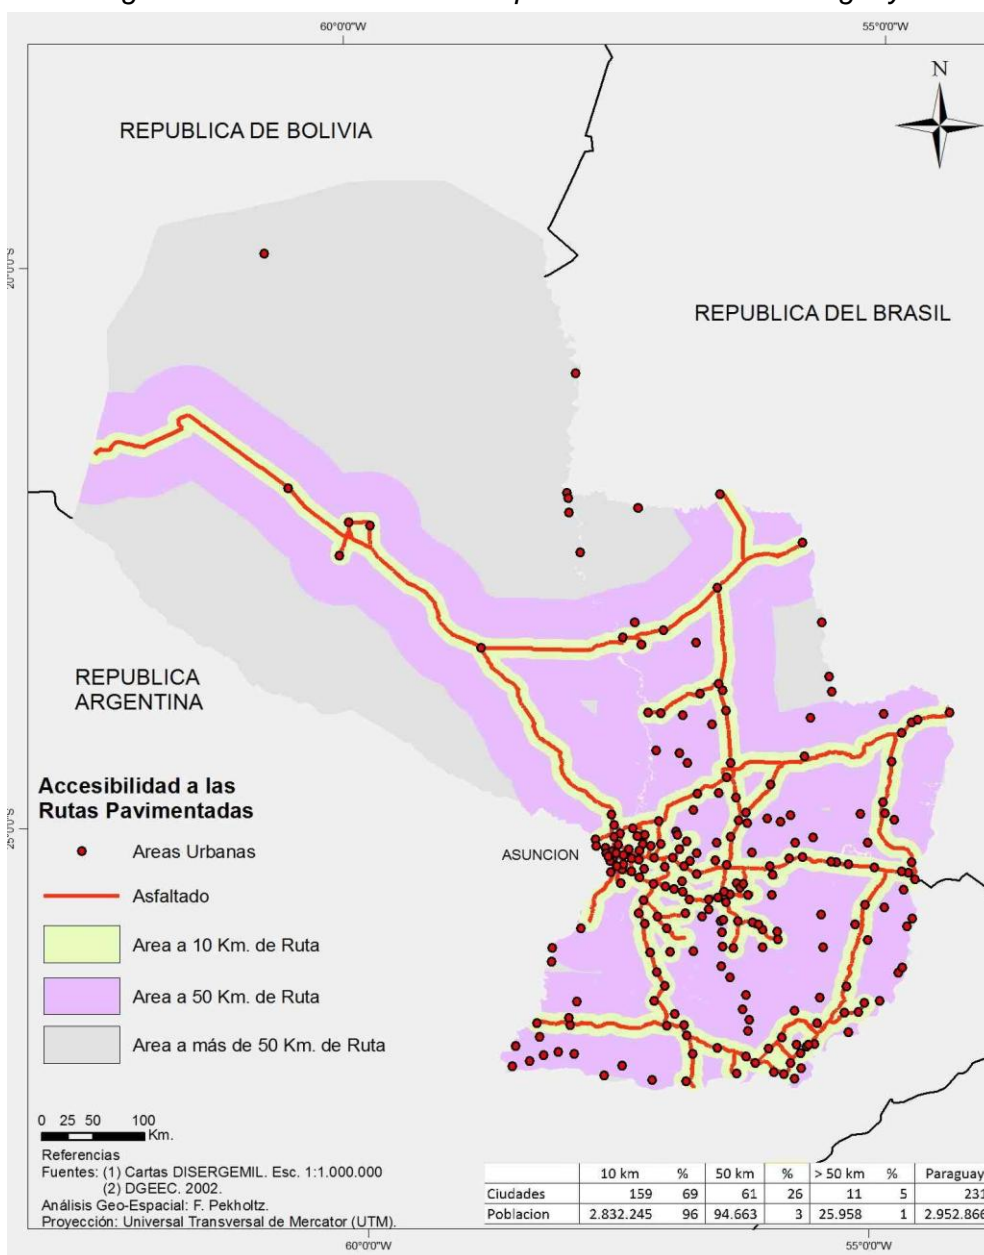 60°0'0"W 55°0'0"W
N
REPUBLICA DE BOLIVIA
20°0'0"S
REPUBLICA DEL BRASIL
REPUBLICA
ARGENTINA
Accesibilidad a las
Rutas Pavimentadas
Areas Urbanas
Asfaltado
Area a 10 Km. de Ruta
Area a 50 Km. de Ruta
Area a más de 50 Km. de Ruta
25°0'0"S
ASUNCION
0 25 50 100
Km.
Referencias
Fuentes: (1) Cartas DISERGEMIL. Esc. 1:1.000.000
(2) DGEEC. 2002.
Análisis Geo-Espacial: F. Pekholtz.
Proyección: Universal Transversal de Mercator (UTM).
10 km % 50 km % > 50 km % Paraguay
Ciudades 159 69 61 26 11 5 231
Poblacion 2.832.245 96 94.663 3 25.958 1 2.952.866
60°0'0"W 55°0'0"W